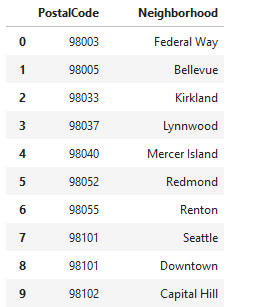 PostalCode Neighborhood
0 98003 Federal Way
1 98005 Bellevue
2 98033 Kirkland
3 98037 Lynnwood
4 98040 Mercer Island
5 98052 Redmond
6 98055 Renton
7 98101 Seattle
8 98101 Downtown
9 98102 Capital Hill